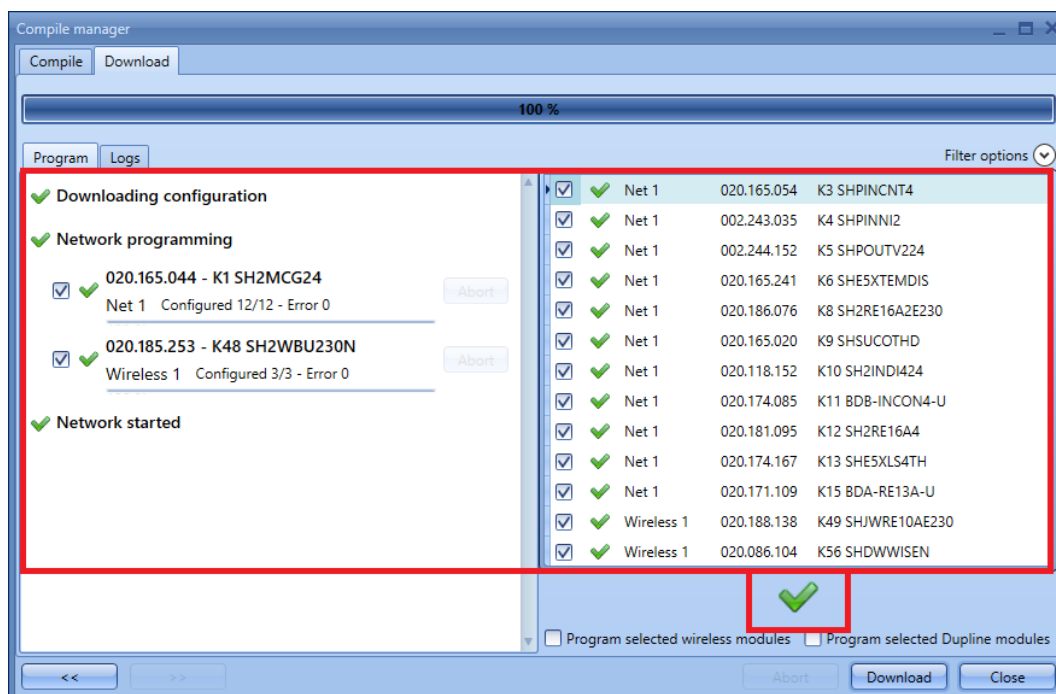 Compile manager
Compile Download
100 %
Program Logs
Filter options
Downloading configuration
Network programming
020.165.044 - K1 SH2MCG24
Net 1 Configured 12/12 - Error 0
Abort
020.185.253 - K48 SH2WBU230N
Wireless 1 Configured 3/3 - Error 0
Abort
Network started
Net 1 020.165.054 K3 SHPINCNT4
Net 1 002.243.035 K4 SHPINNI2
Net 1 002.244.152 K5 SHPOUTV224
Net 1 020.165.241 K6 SHE5XTEMDIS
Net 1 020.186.076 K8 SH2RE16A2E230
Net 1 020.165.020 K9 SHSUCOTHD
Net 1 020.118.152 K10 SH2INDI424
Net 1 020.174.085 K11 BDB-INCON4-U
Net 1 020.181.095 K12 SH2RE16A4
Net 1 020.174.167 K13 SHE5XLS4TH
Net 1 020.171.109 K15 BDA-RE13A-U
Wireless 1 020.188.138 K49 SHJWRE10AE230
Wireless 1 020.086.104 K56 SHDWWISEN
Program selected wireless modules Program selected Dupline modules
<< >> Abort Download Close